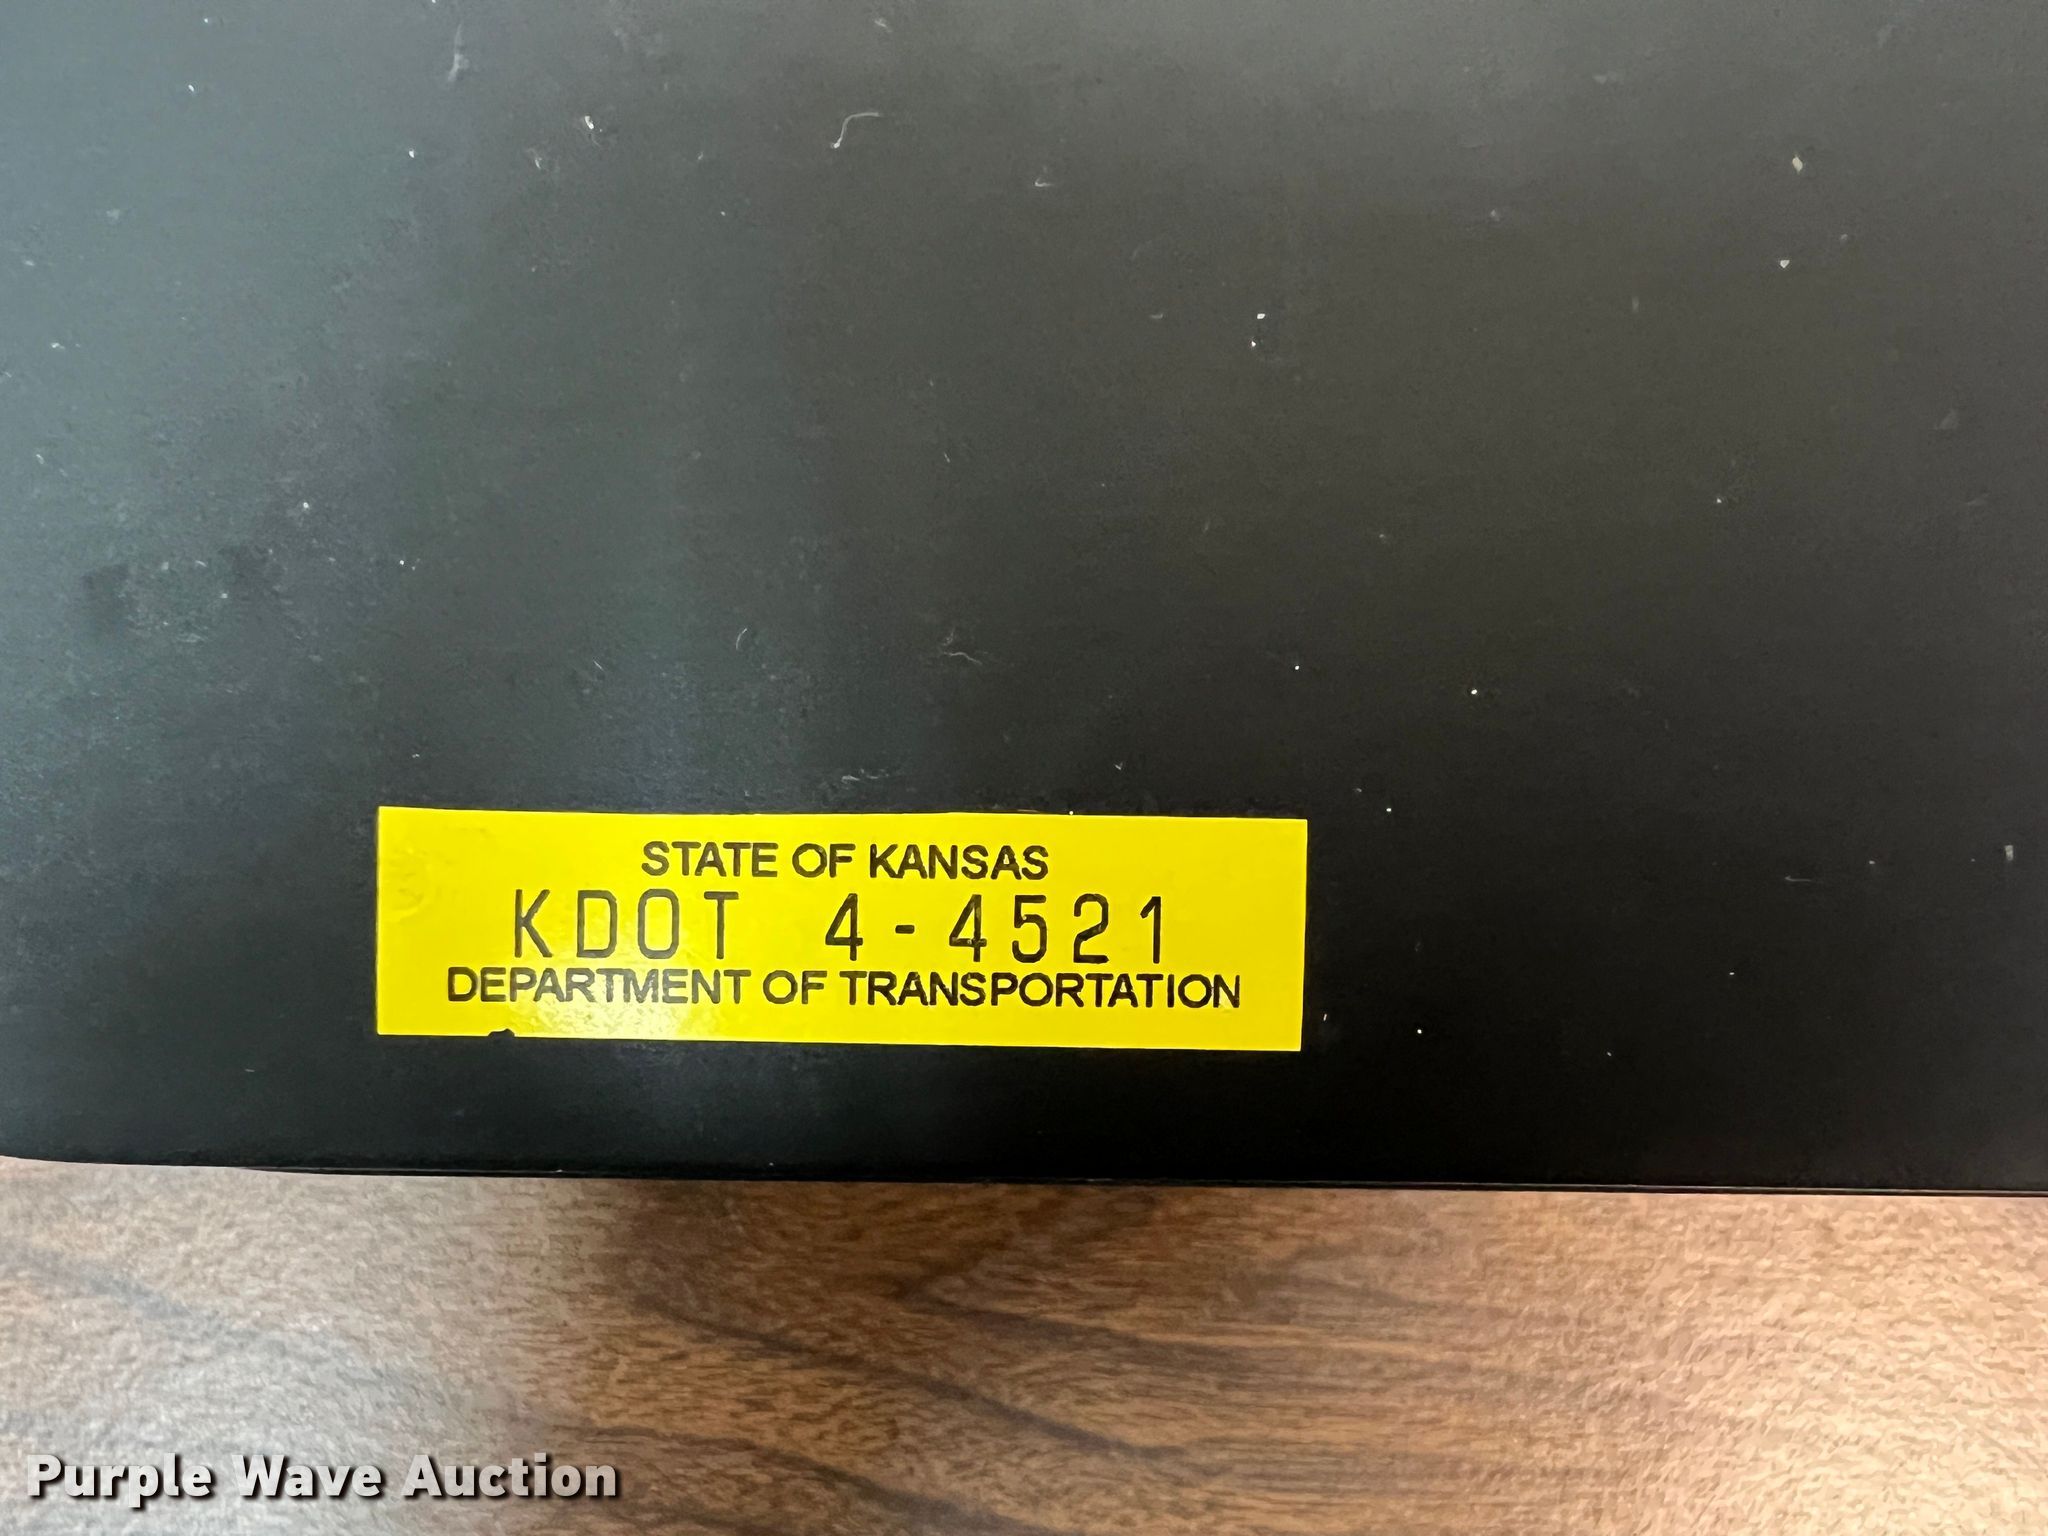 STATE OF KANSAS
KDOT 4-4521
DEPARTMENT OF TRANSPORTATION
Purple Wave Auction